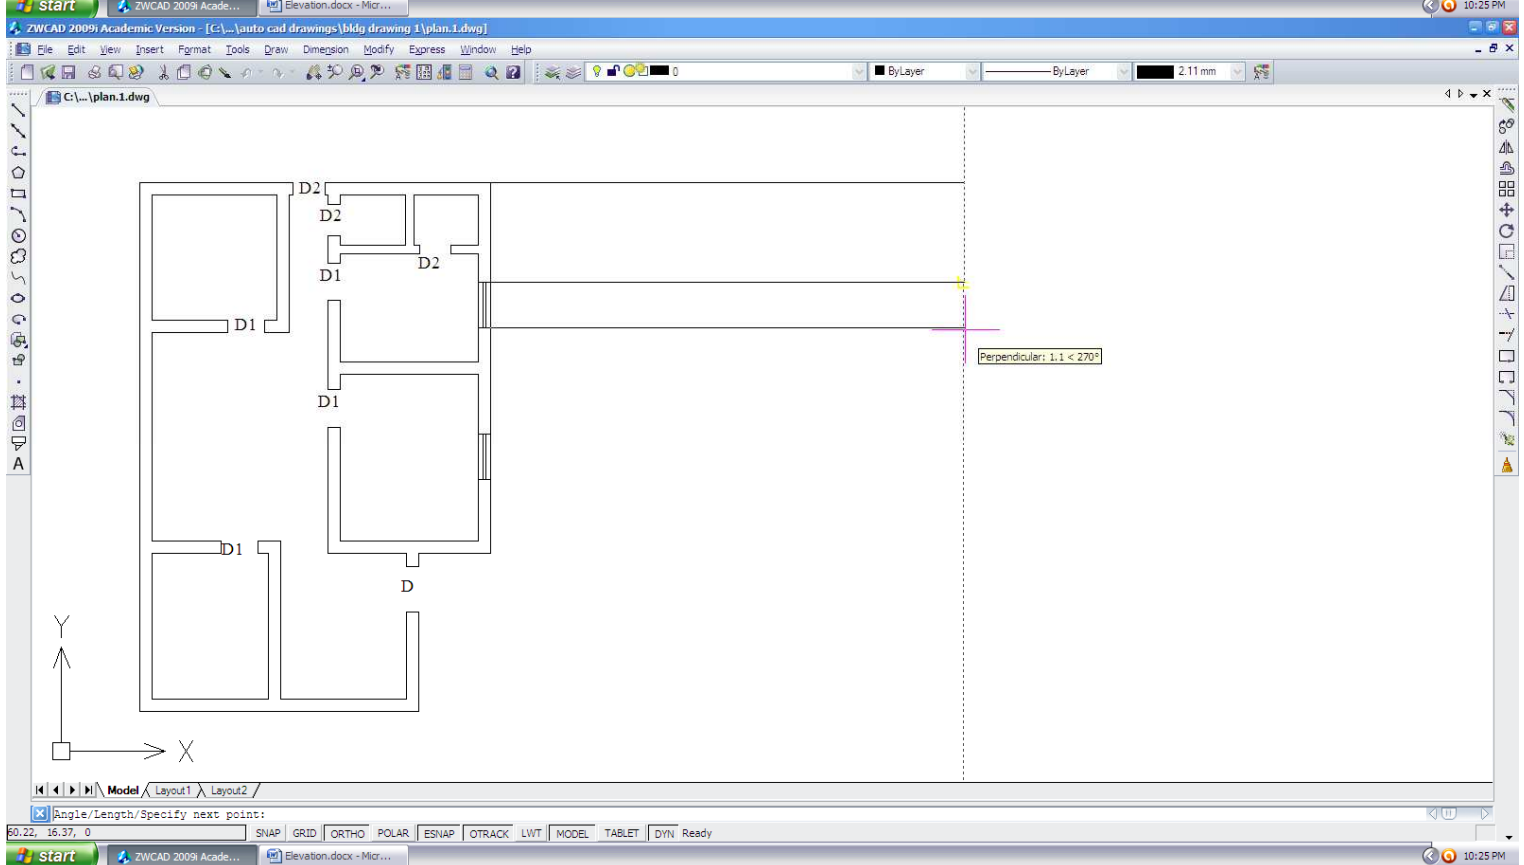 start ZWCAD 2009i Acade... Elevation.docx - Micr... 10:25 PM
ZWCAD 2009i Academic Version - [C:\...\auto cad drawings\bldg drawing 1\plan.1.dwg]
File Edit View Insert Format Tools Draw Dimension Modify Express Window Help
0 ByLayer ByLayer 2.11 mm
C:\...\plan.1.dwg
D2
D2
D2
D1
D1
Perpendicular: 1.1 < 270°
D1
D1
D
Y
X
A
Model Layout1 Layout2
Angle/Length/Specify next point:
60.22, 16.37, 0 SNAP GRID ORTHO POLAR ESNAP OTRACK LWT MODEL TABLET DYN Ready
start ZWCAD 2009i Acade... Elevation.docx - Micr... 10:25 PM